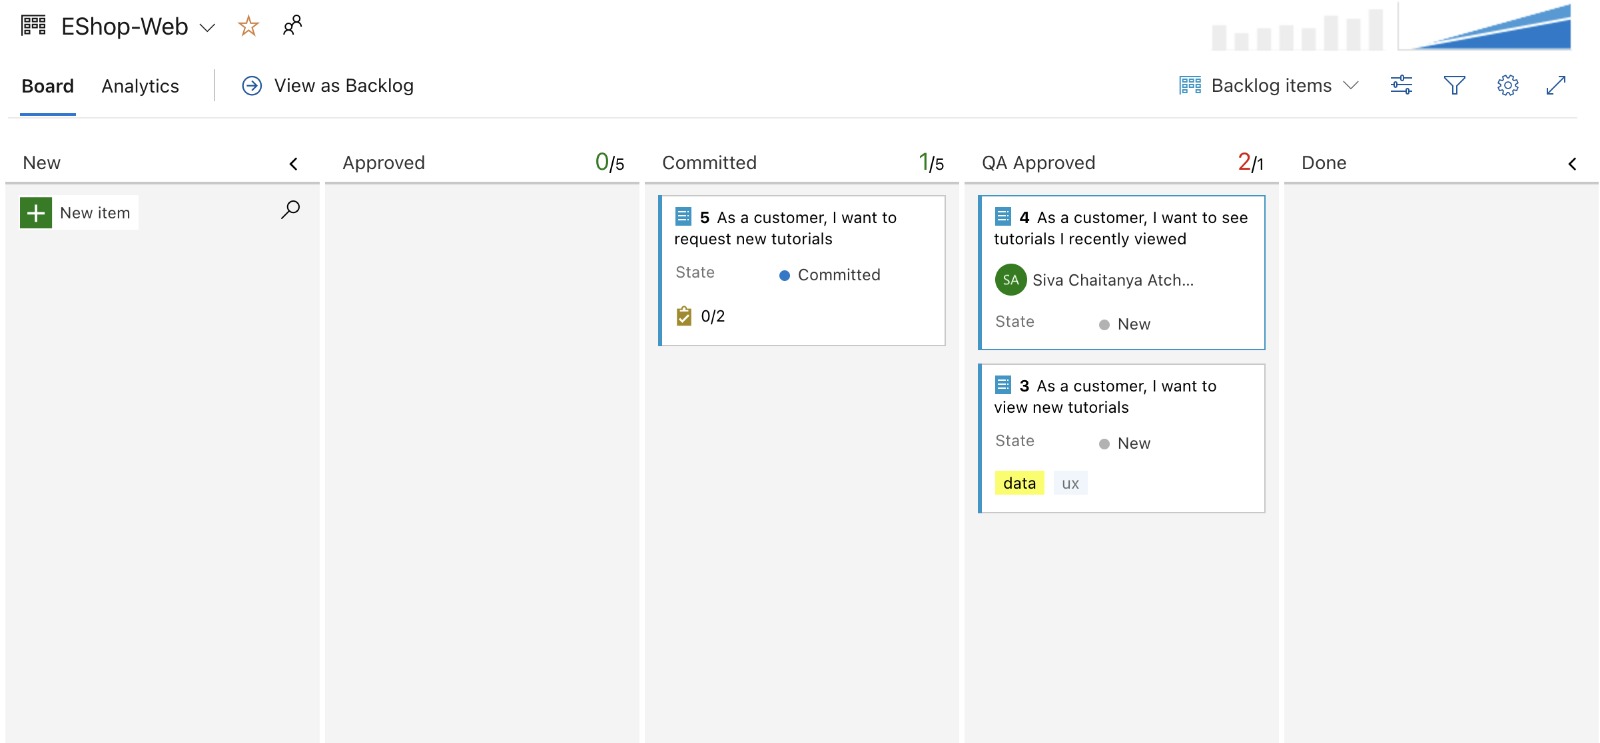 EShop-Web
Board Analytics View as Backlog Backlog items
New
New item
Approved 0/5
Committed 1/5
5 As a customer, I want to
request new tutorials
State Committed
0/2
QA Approved 2/1
4 As a customer, I want to see
tutorials I recently viewed
SA Siva Chaitanya Atch...
State New
3 As a customer, I want to
view new tutorials
State New
data ux
Done